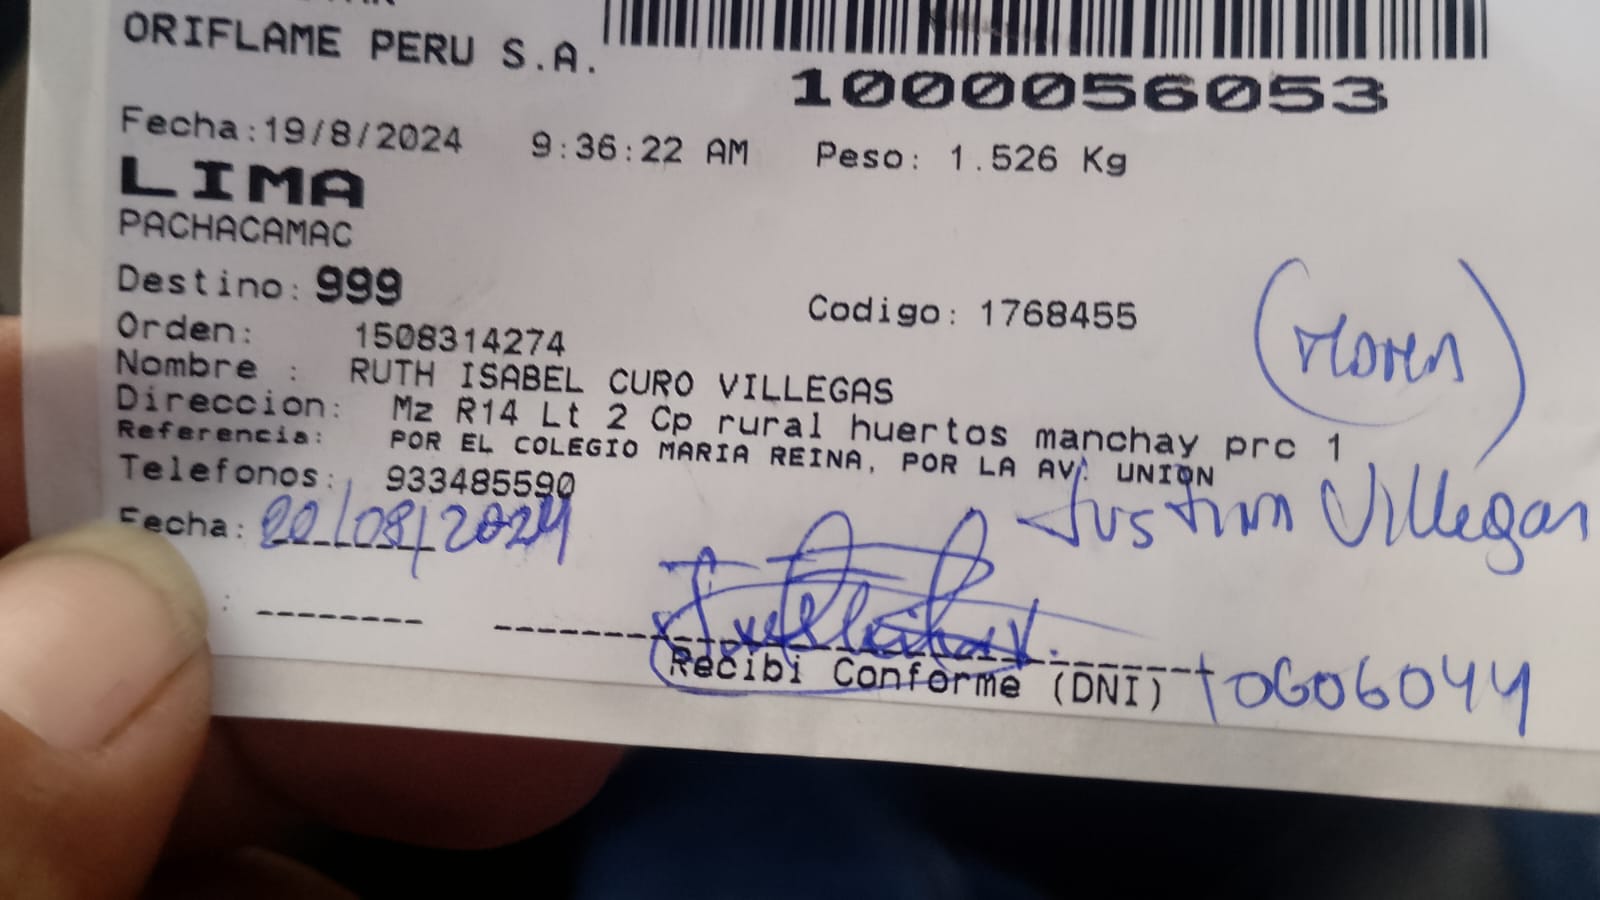 ORIFLAME PERU S.A.
1000056053
Fecha:19/8/2024 9:36:22 AM Peso: 1.526 Kg
LIMA
PACHACAMAC
Destino: 999
Codigo: 1768455
Orden: 1508314274
Nombre : RUTH ISABEL CURO VILLEGAS
Direccion: Mz R14 Lt 2 Cp rural huertos manchay prc 1
Referencia: POR EL COLEGIO MARIA REINA, POR LA AV. UNION
Telefonos: 933485590
Villegas
Fecha: 20/08/2024
: --------
Recibi Conforme (DNI) 10606044